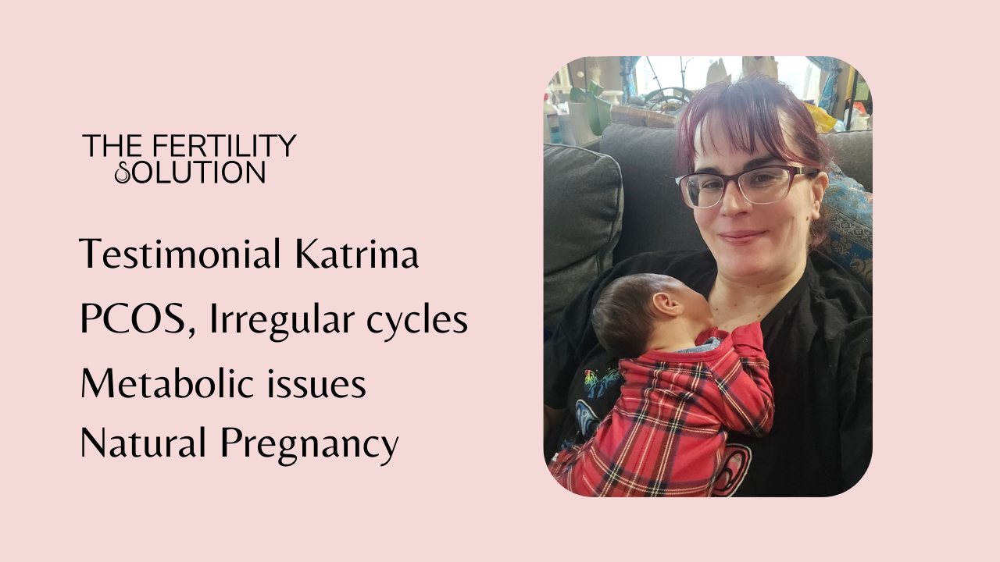 THE FERTILITY
SOLUTION
Testimonial Katrina
PCOS, Irregular cycles
Metabolic issues
Natural Pregnancy